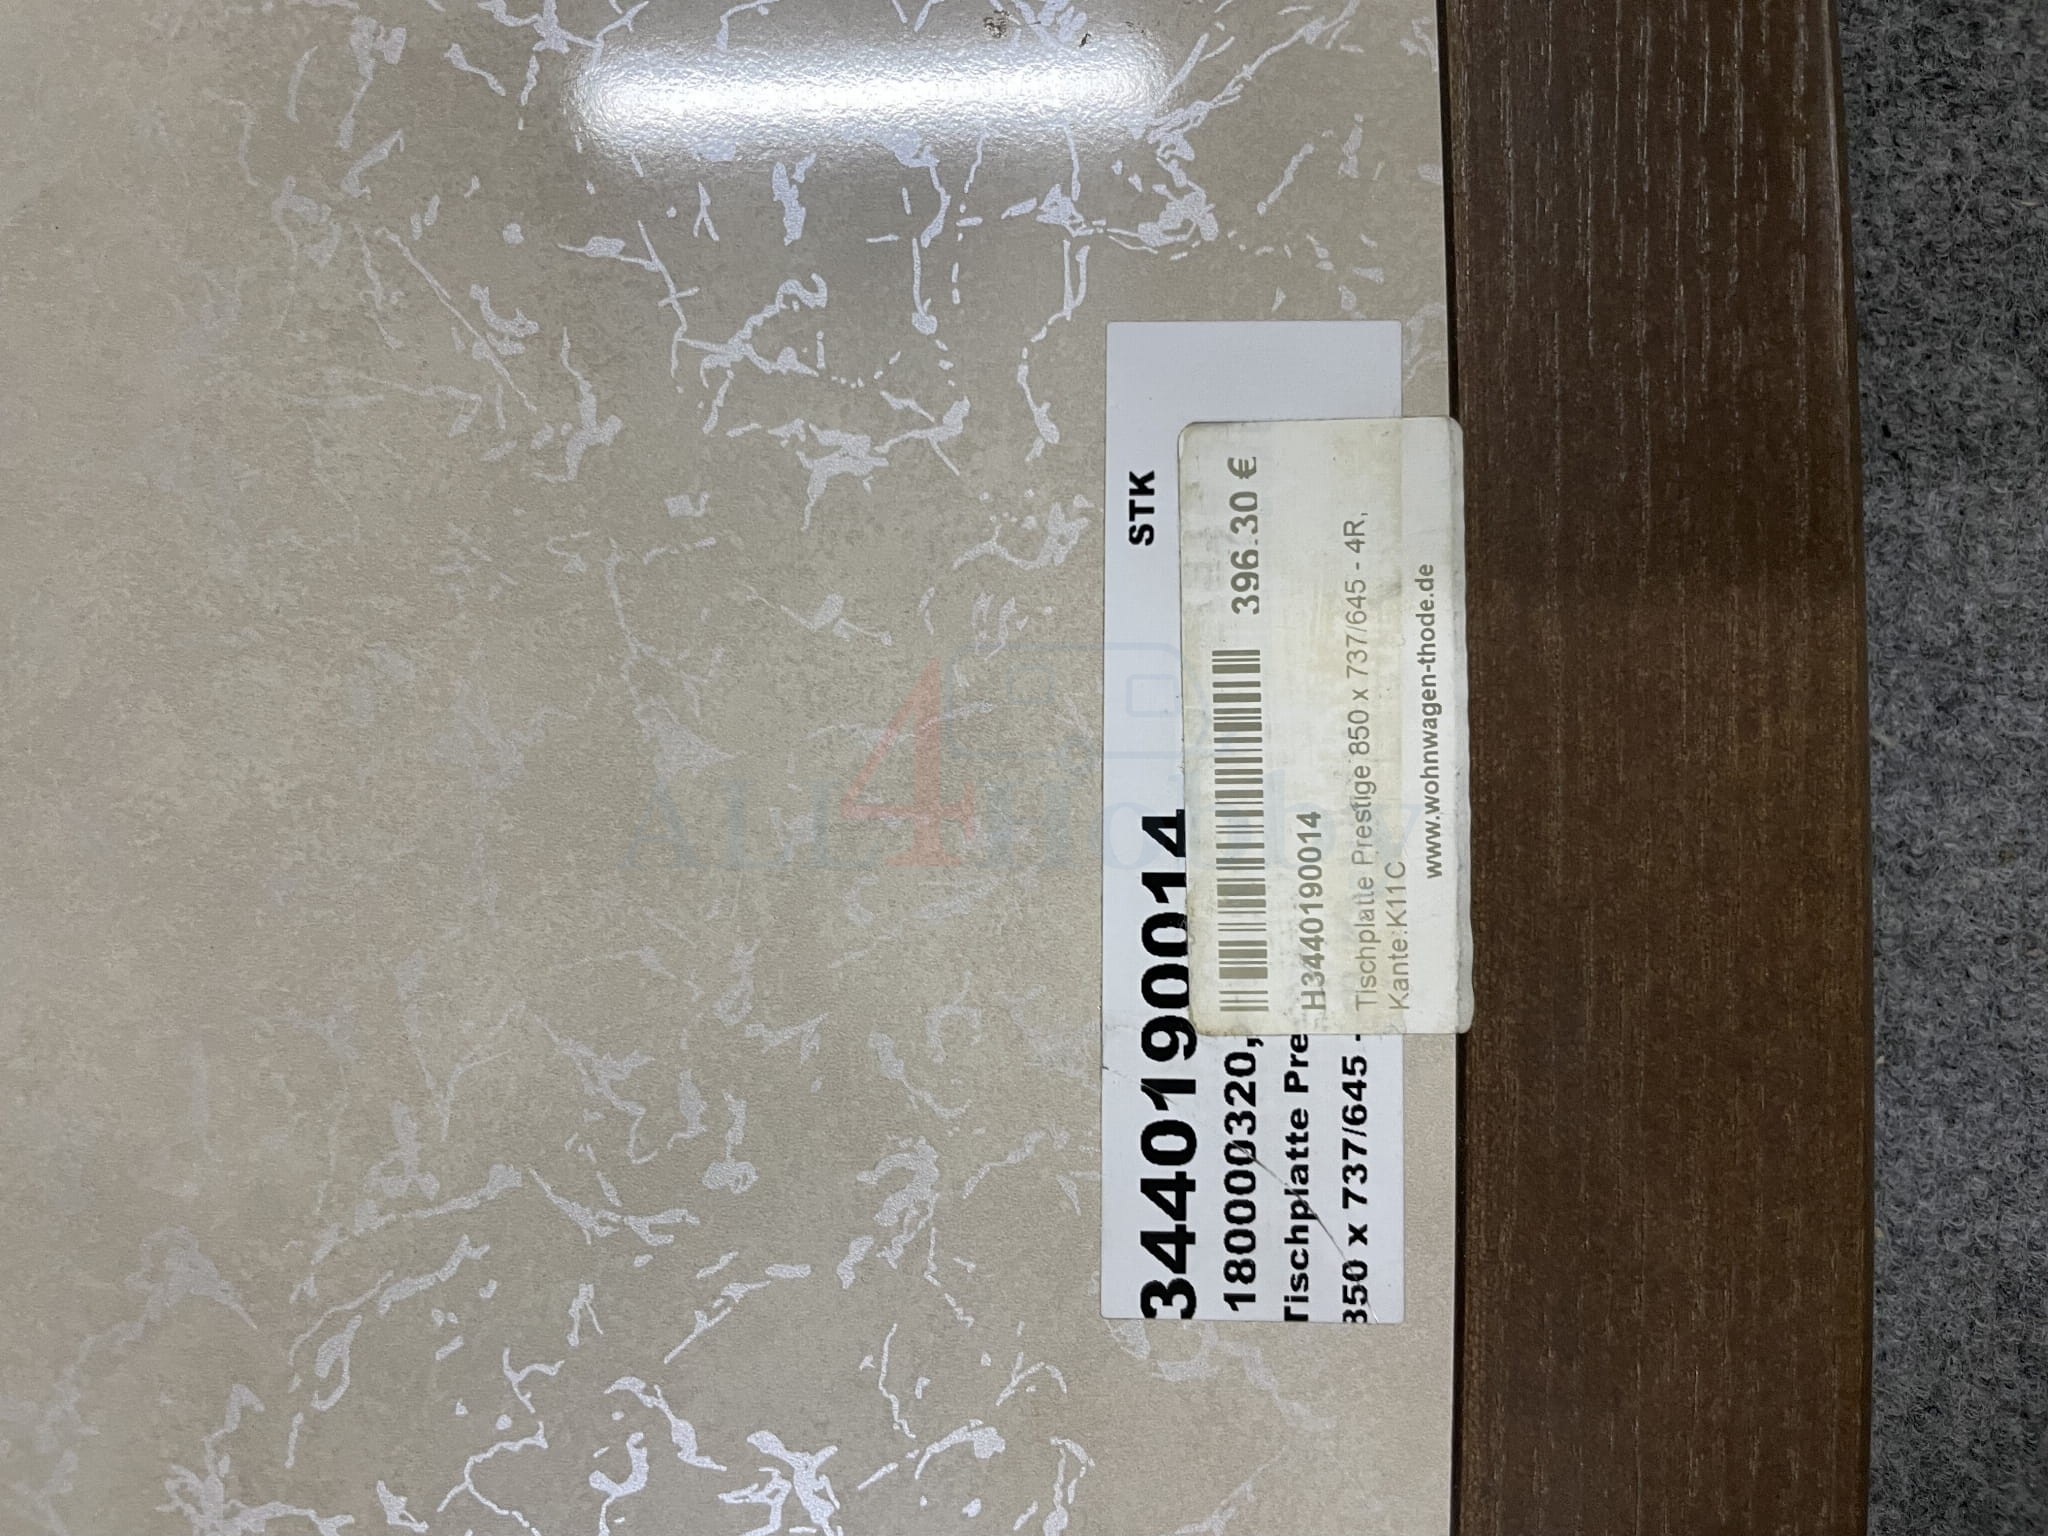 3440190014
STK
1800000320,
Tischplatte Pre
850 x 737/645 -
396.30 €
H3440190014
Tischplatte Prestige 850 x 737/645 - 4R,
Kante:K11C
www.wohnwagen-thode.de
ALL4Hobby